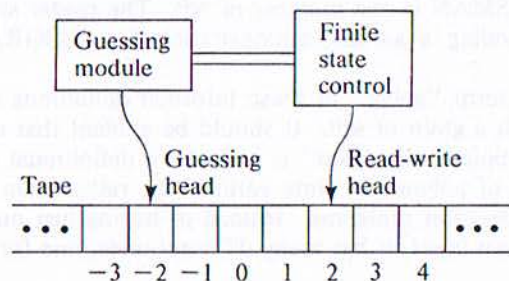 Guessing
module
Finite
state
control
Guessing
head
Read-write
head
Tape
••• •••
−3 −2 −1 0 1 2 3 4